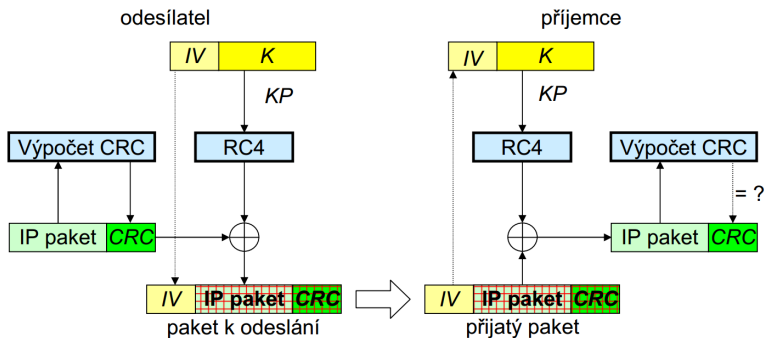 odesílatel
příjemce
IV K
IV K
KP
KP
Výpočet CRC
RC4
RC4
Výpočet CRC
= ?
IP paket CRC
IP paket CRC
IV IP paket CRC
IV IP paket CRC
paket k odeslání
přijatý paket